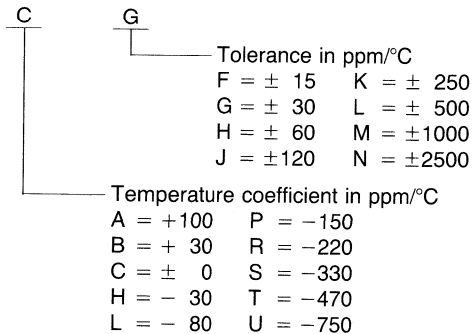 C G
Tolerance in ppm/°C
F = ± 15 K = ± 250
G = ± 30 L = ± 500
H = ± 60 M = ±1000
J = ±120 N = ±2500
Temperature coefficient in ppm/°C
A = +100 P = −150
B = + 30 R = −220
C = ± 0 S = −330
H = − 30 T = −470
L = − 80 U = −750